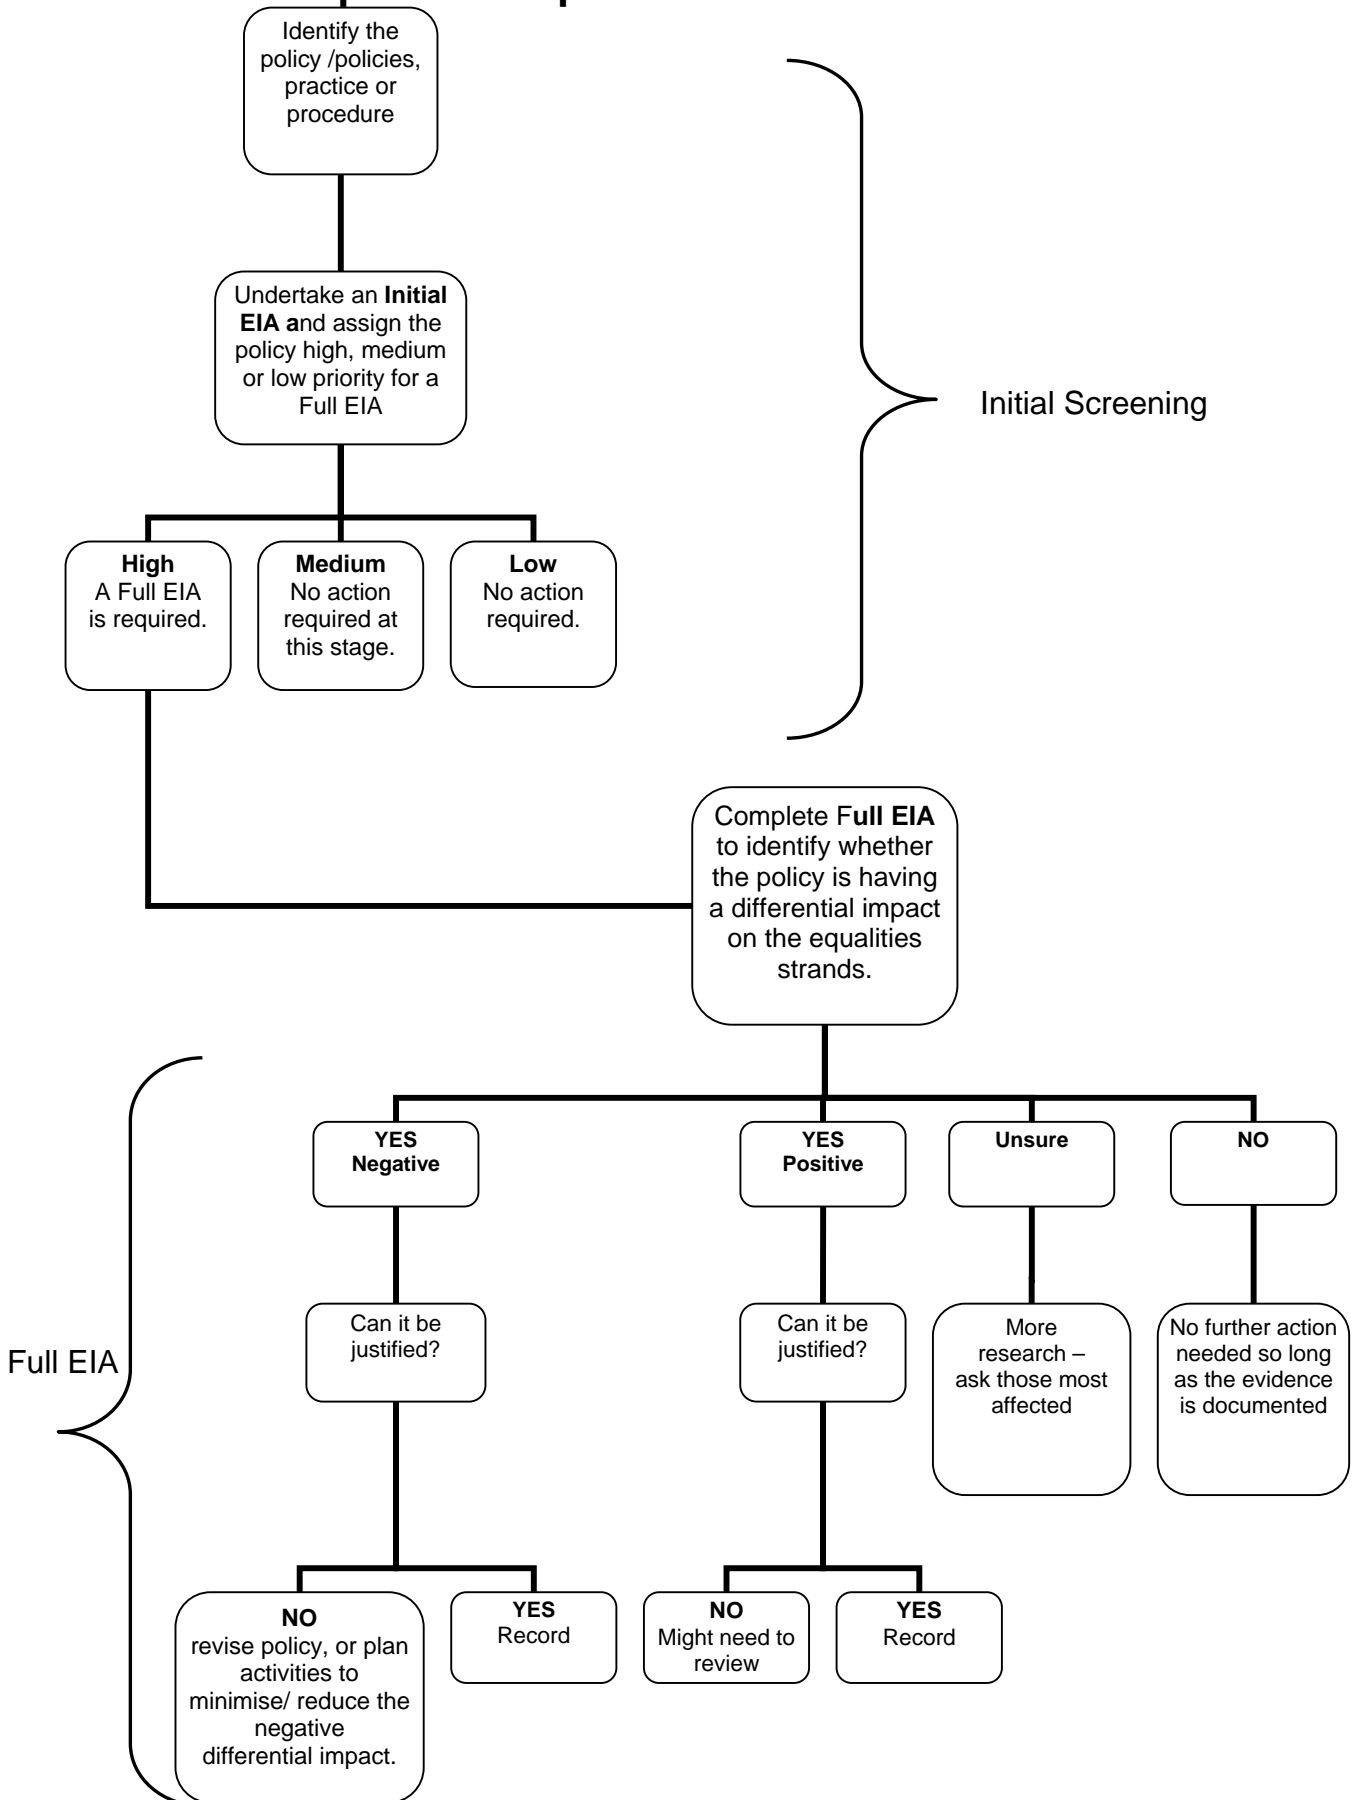 Identify the
policy /policies,
practice or
procedure
Undertake an Initial
EIA and assign the
policy high, medium
or low priority for a
Full EIA
Initial Screening
High
A Full EIA
is required.
Medium
No action
required at
this stage.
Low
No action
required.
Complete Full EIA
to identify whether
the policy is having
a differential impact
on the equalities
strands.
YES
Negative
YES
Positive
Unsure
NO
Full EIA
Can it be
justified?
Can it be
justified?
More
research –
ask those most
affected
No further action
needed so long
as the evidence
is documented
NO
revise policy, or plan
activities to
minimise/ reduce the
negative
differential impact.
YES
Record
NO
Might need to
review
YES
Record